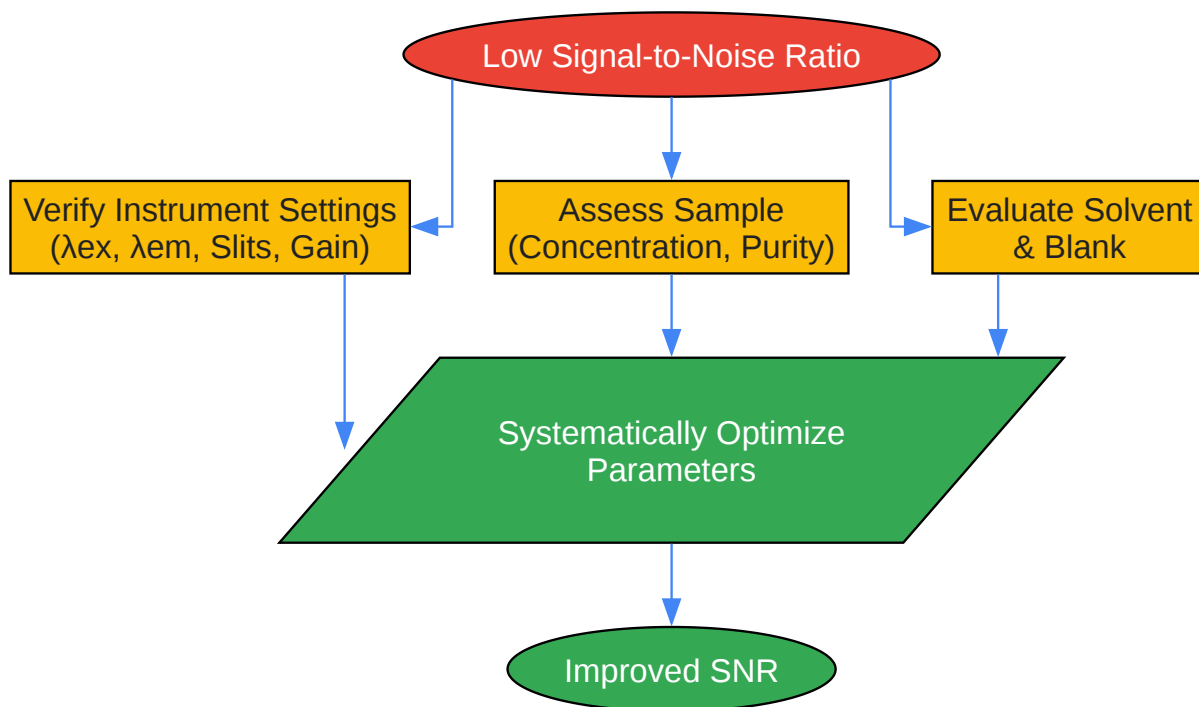 Low Signal-to-Noise Ratio
Verify Instrument Settings
(λex, λem, Slits, Gain)
Assess Sample
(Concentration, Purity)
Evaluate Solvent
& Blank
Systematically Optimize
Parameters
Improved SNR